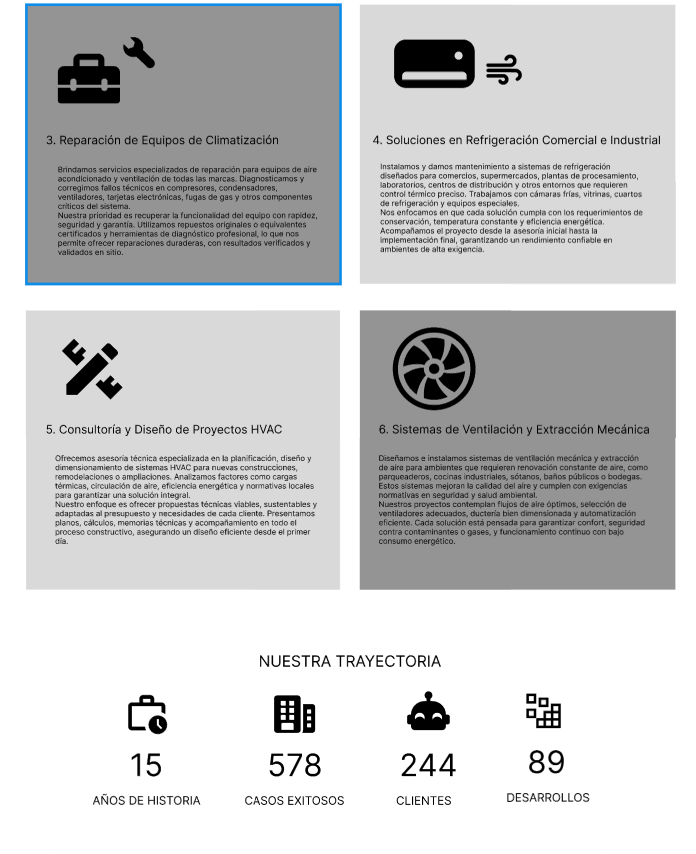 3. Reparación de Equipos de Climatización
Brindamos servicios especializados de reparación para equipos de aire
acondicionado y ventilación de todas las marcas. Diagnosticamos y
corregimos fallos técnicos en compresores, condensadores,
ventiladores, tarjetas electrónicas, fugas de gas y otros componentes
críticos del sistema.
Nuestra prioridad es recuperar la funcionalidad del equipo con rapidez,
seguridad y garantía. Utilizamos repuestos originales o equivalentes
certificados y herramientas de diagnóstico profesional, lo que nos
permite ofrecer reparaciones duraderas, con resultados verificados y
validados en sitio.
4. Soluciones en Refrigeración Comercial e Industrial
Instalamos y damos mantenimiento a sistemas de refrigeración
diseñados para comercios, supermercados, plantas de procesamiento,
laboratorios, centros de distribución y otros entornos que requieren
control térmico preciso. Trabajamos con cámaras frías, vitrinas, cuartos
de refrigeración y equipos especiales.
Nos enfocamos en que cada solución cumpla con los requerimientos de
conservación, temperatura constante y eficiencia energética.
Acompañamos el proyecto desde la asesoría inicial hasta la
implementación final, garantizando un rendimiento confiable en
ambientes de alta exigencia.
5. Consultoría y Diseño de Proyectos HVAC
Ofrecemos asesoría técnica especializada en la planificación, diseño y
dimensionamiento de sistemas HVAC para nuevas construcciones,
remodelaciones o ampliaciones. Analizamos factores como cargas
térmicas, circulación de aire, eficiencia energética y normativas locales
para garantizar una solución integral.
Nuestro enfoque es ofrecer propuestas técnicas viables, sustentables y
adaptadas al presupuesto y necesidades de cada cliente. Presentamos
planos, cálculos, memorias técnicas y acompañamiento en todo el
proceso constructivo, asegurando un diseño eficiente desde el primer
día.
6. Sistemas de Ventilación y Extracción Mecánica
Diseñamos e instalamos sistemas de ventilación mecánica y extracción
de aire para ambientes que requieren renovación constante de aire, como
parqueaderos, cocinas industriales, sótanos, baños públicos o bodegas.
Estos sistemas mejoran la calidad del aire y cumplen con exigencias
normativas en seguridad y salud ambiental.
Nuestros proyectos contemplan flujos de aire óptimos, selección de
ventiladores adecuados, ductería bien dimensionada y automatización
eficiente. Cada solución está pensada para garantizar confort, seguridad
contra contaminantes o gases, y funcionamiento continuo con bajo
consumo energético.
NUESTRA TRAYECTORIA
15
AÑOS DE HISTORIA
578
CASOS EXITOSOS
244
CLIENTES
89
DESARROLLOS